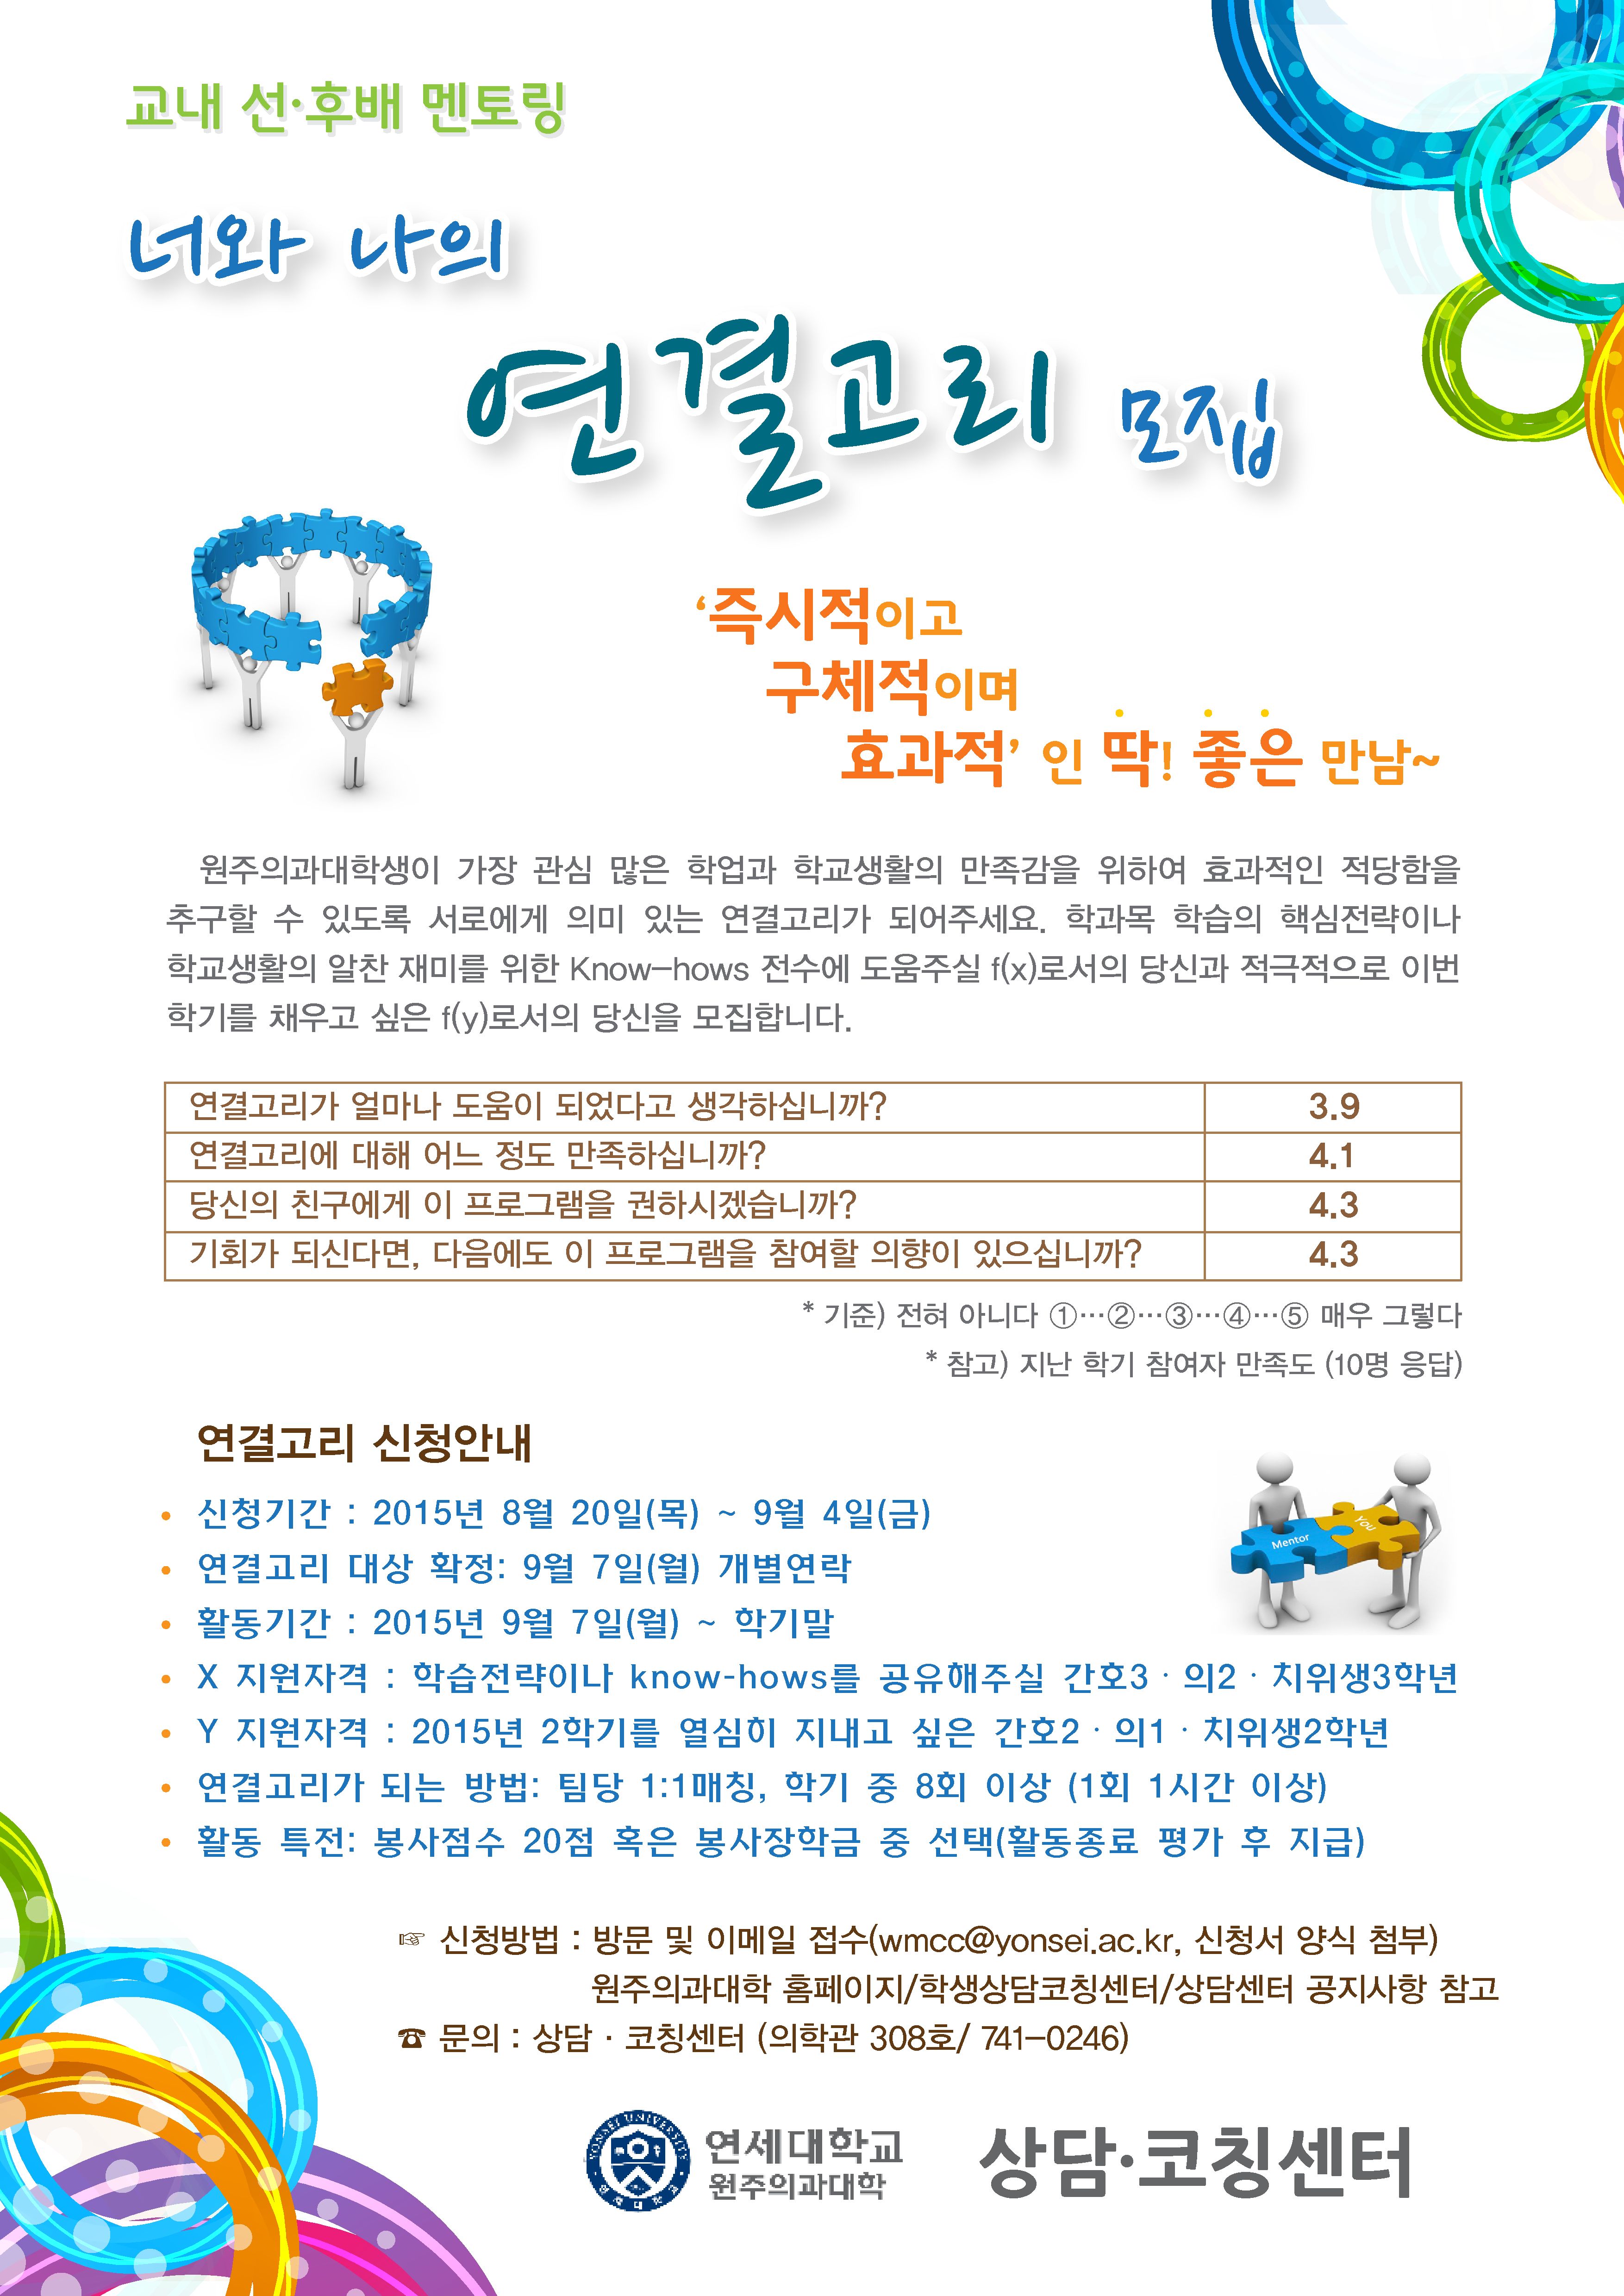 교내 선·후배 멘토링
너와 나의
연결고리 모집
‘즉시적이고
구체적이며
효과적’ 인 딱! 좋은 만남~
원주의과대학생이 가장 관심 많은 학업과 학교생활의 만족감을 위하여 효과적인 적당함을
추구할 수 있도록 서로에게 의미 있는 연결고리가 되어주세요. 학과목 학습의 핵심전략이나
학교생활의 알찬 재미를 위한 Know-hows 전수에 도움주실 f(x)로서의 당신과 적극적으로 이번
학기를 채우고 싶은 f(y)로서의 당신을 모집합니다.
연결고리가 얼마나 도움이 되었다고 생각하십니까? 3.9
연결고리에 대해 어느 정도 만족하십니까? 4.1
당신의 친구에게 이 프로그램을 권하시겠습니까? 4.3
기회가 되신다면, 다음에도 이 프로그램을 참여할 의향이 있으십니까? 4.3
* 기준) 전혀 아니다 ①…②…③…④…⑤ 매우 그렇다
* 참고) 지난 학기 참여자 만족도 (10명 응답)
연결고리 신청안내
• 신청기간 : 2015년 8월 20일(목) ~ 9월 4일(금)
• 연결고리 대상 확정: 9월 7일(월) 개별연락
• 활동기간 : 2015년 9월 7일(월) ~ 학기말
Mentor You
• X 지원자격 : 학습전략이나 know-hows를 공유해주실 간호3 · 의2 · 치위생3학년
• Y 지원자격 : 2015년 2학기를 열심히 지내고 싶은 간호2 · 의1 · 치위생2학년
• 연결고리가 되는 방법: 팀당 1:1매칭, 학기 중 8회 이상 (1회 1시간 이상)
• 활동 특전: 봉사점수 20점 혹은 봉사장학금 중 선택(활동종료 평가 후 지급)
☞ 신청방법 : 방문 및 이메일 접수(wmcc@yonsei.ac.kr, 신청서 양식 첨부)
원주의과대학 홈페이지/학생상담코칭센터/상담센터 공지사항 참고
☎ 문의 : 상담 · 코칭센터 (의학관 308호/ 741-0246)
YONSEI UNIVERSITY
연세대학교
연세대학교
원주의과대학
상담·코칭센터